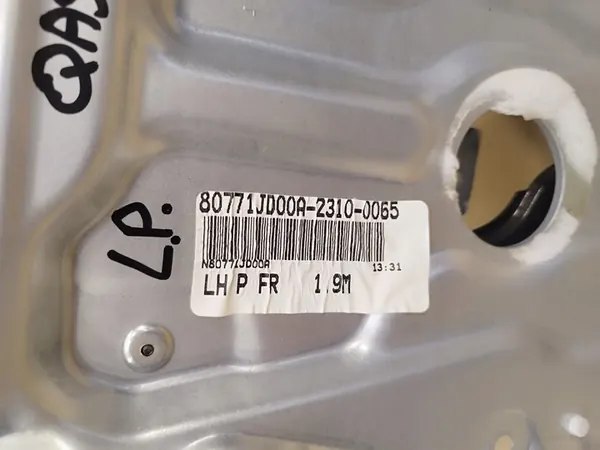 QAS
L.P.
80771JD00A-2310-0065
N80771JD00A 13:31
LH P FR 1.9M